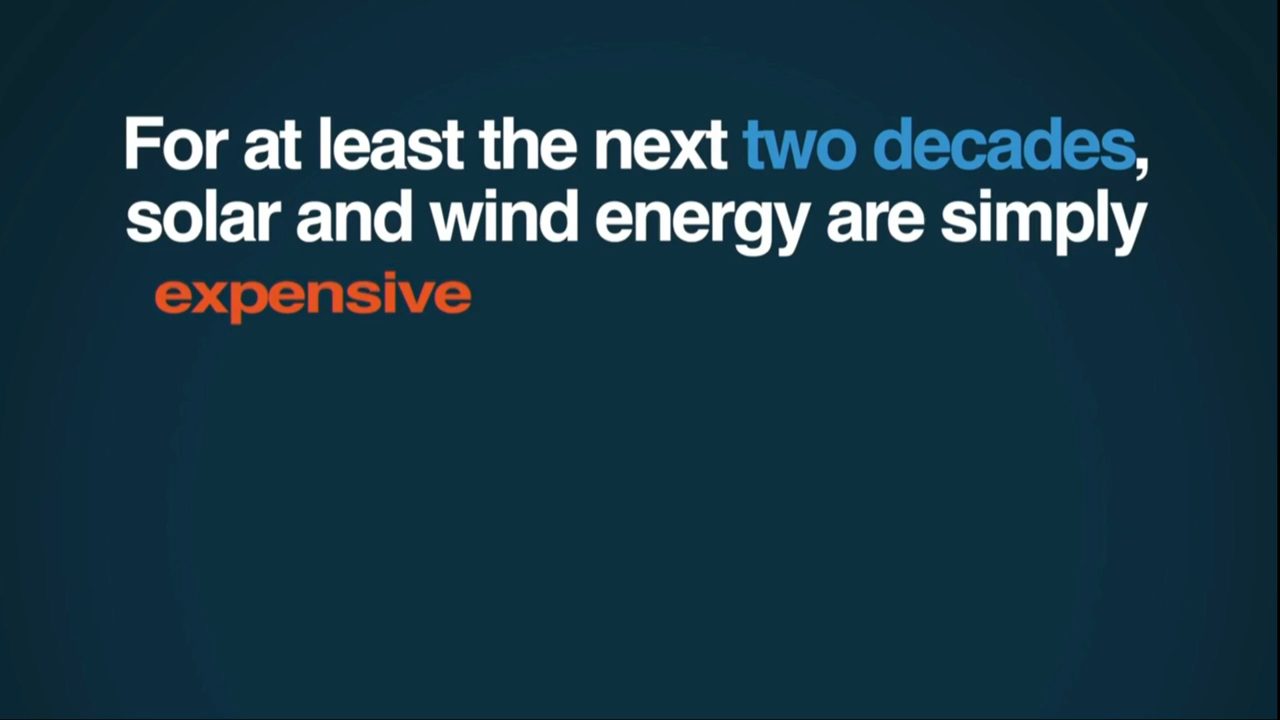 For at least the next two decades,
solar and wind energy are simply
expensive